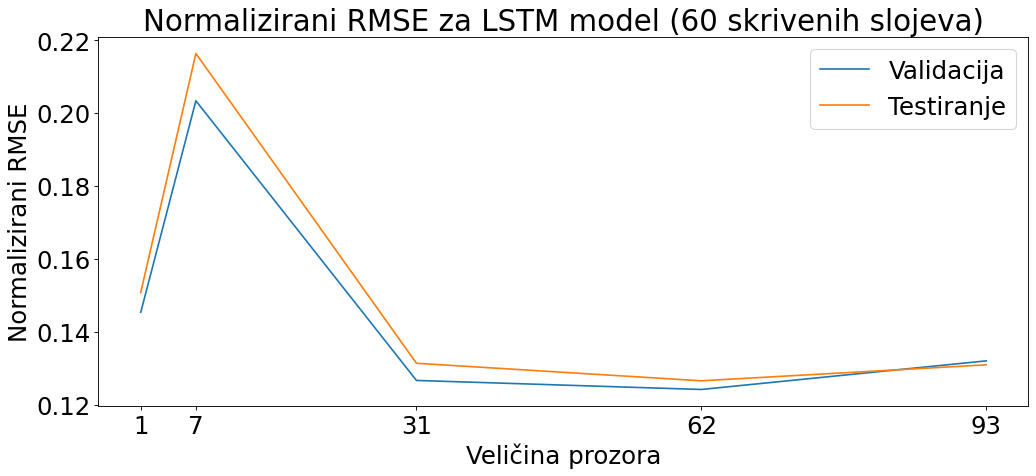 Normalizirani RMSE za LSTM model (60 skrivenih slojeva)
Validacija
Testiranje
Normalizirani RMSE
0.22
0.20
0.18
0.16
0.14
0.12
1 7 31 62 93
Veličina prozora